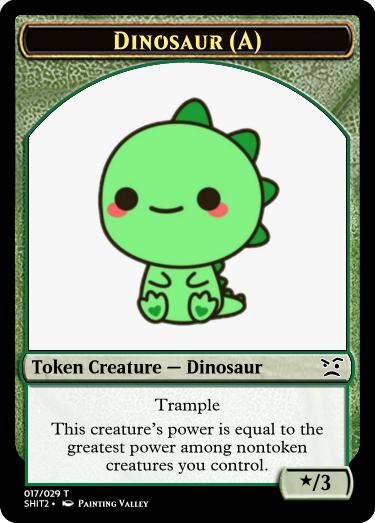 Dinosaur (A)
Token Creature — Dinosaur
Trample
This creature's power is equal to the
greatest power among nontoken
creatures you control.
★/3
017/029 T
SHIT2 • Painting Valley